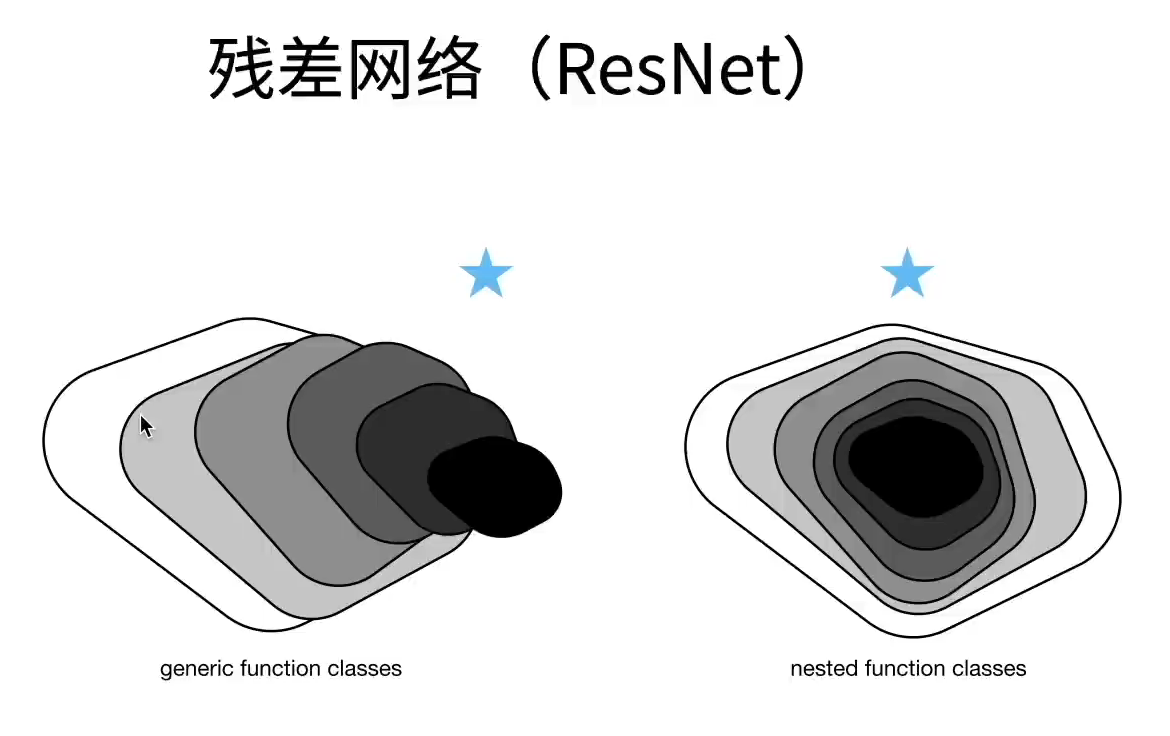 残差网络（ResNet）
generic function classes
nested function classes